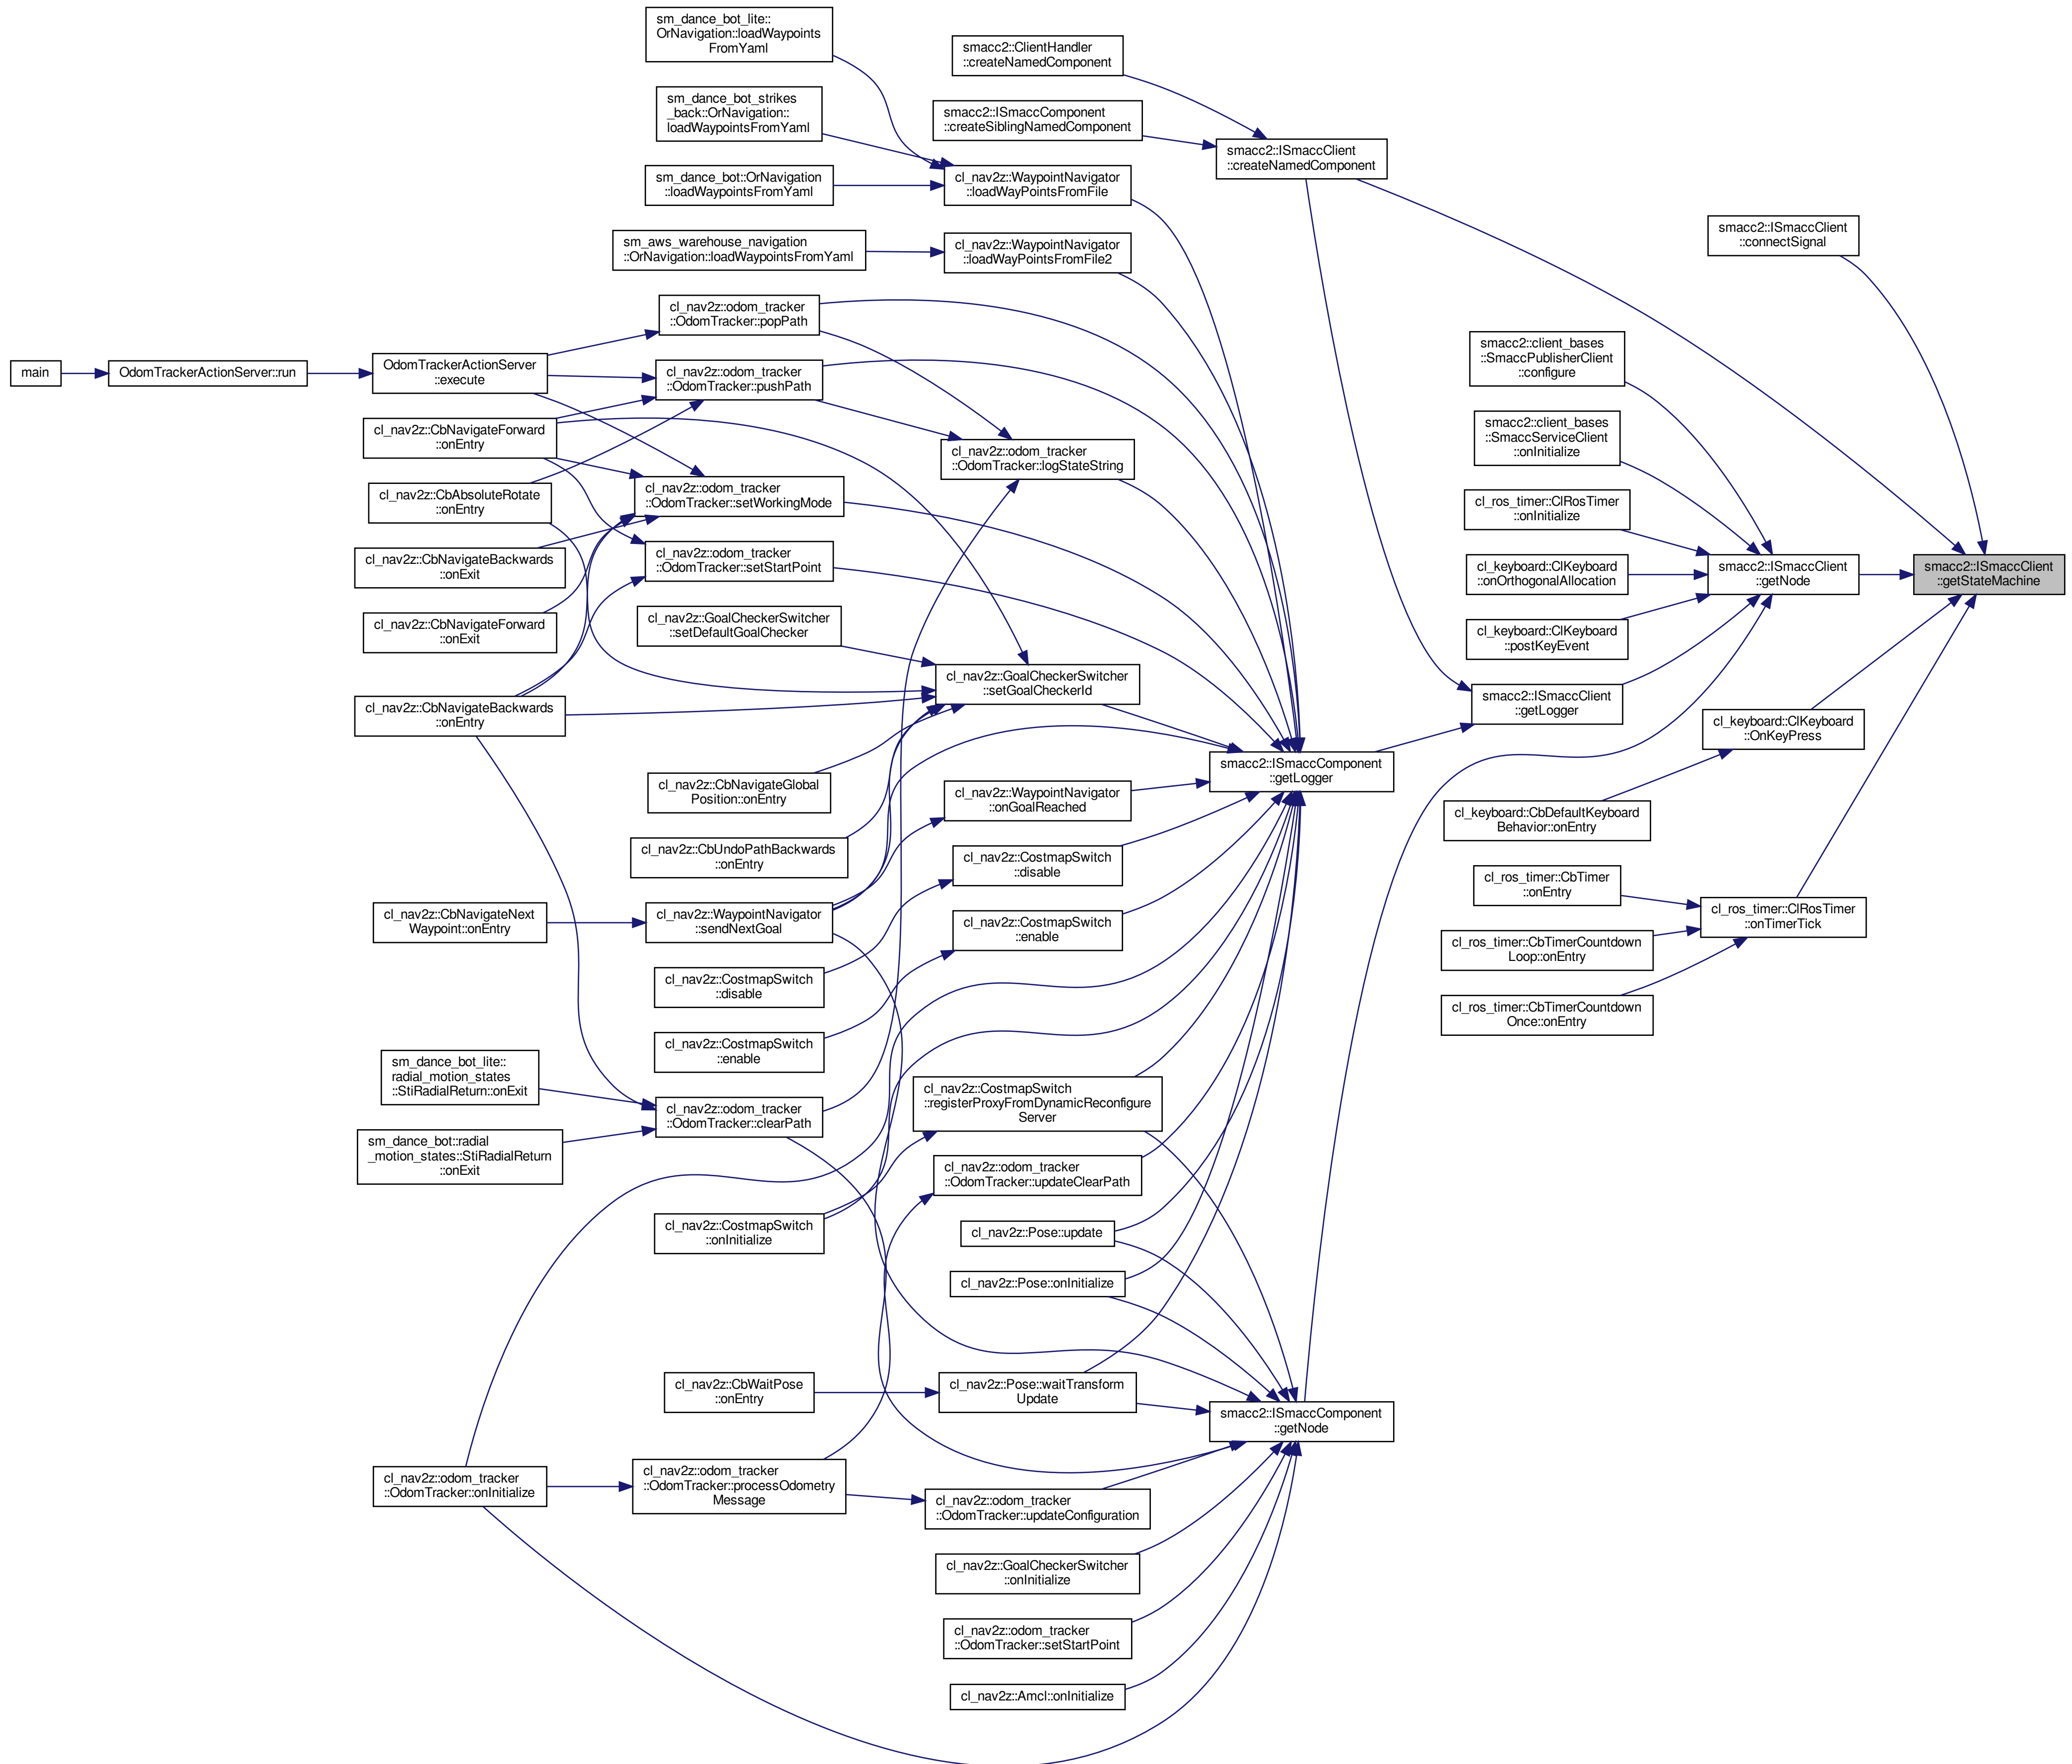 sm_dance_bot_lite::
OrNavigation::loadWaypoints
FromYaml
sm_dance_bot_strikes
_back::OrNavigation::
loadWaypointsFromYaml
sm_dance_bot::OrNavigation
::loadWaypointsFromYaml
sm_aws_warehouse_navigation
::OrNavigation::loadWaypointsFromYaml
smacc2::ClientHandler
::createNamedComponent
smacc2::ISmaccComponent
::createSiblingNamedComponent
cl_nav2z::WaypointNavigator
::loadWayPointsFromFile
cl_nav2z::WaypointNavigator
::loadWayPointsFromFile2
smacc2::ISmaccClient
::createNamedComponent
smacc2::ISmaccClient
::connectSignal
main
OdomTrackerActionServer::run
OdomTrackerActionServer
::execute
cl_nav2z::CbNavigateForward
::onEntry
cl_nav2z::CbAbsoluteRotate
::onEntry
cl_nav2z::CbNavigateBackwards
::onExit
cl_nav2z::CbNavigateForward
::onExit
cl_nav2z::CbNavigateBackwards
::onEntry
cl_nav2z::odom_tracker
::OdomTracker::popPath
cl_nav2z::odom_tracker
::OdomTracker::pushPath
cl_nav2z::odom_tracker
::OdomTracker::setWorkingMode
cl_nav2z::odom_tracker
::OdomTracker::setStartPoint
cl_nav2z::GoalCheckerSwitcher
::setDefaultGoalChecker
cl_nav2z::CbNavigateGlobal
Position::onEntry
cl_nav2z::CbUndoPathBackwards
::onEntry
cl_nav2z::odom_tracker
::OdomTracker::logStateString
cl_nav2z::GoalCheckerSwitcher
::setGoalCheckerId
cl_nav2z::WaypointNavigator
::onGoalReached
cl_nav2z::CostmapSwitch
::disable
cl_nav2z::CostmapSwitch
::enable
smacc2::ISmaccComponent
::getLogger
smacc2::client_bases
::SmaccPublisherClient
::configure
smacc2::client_bases
::SmaccServiceClient
::onInitialize
cl_ros_timer::ClRosTimer
::onInitialize
cl_keyboard::ClKeyboard
::onOrthogonalAllocation
cl_keyboard::ClKeyboard
::postKeyEvent
smacc2::ISmaccClient
::getLogger
smacc2::ISmaccClient
::getNode
smacc2::ISmaccClient
::getStateMachine
cl_keyboard::ClKeyboard
::OnKeyPress
cl_keyboard::CbDefaultKeyboard
Behavior::onEntry
cl_ros_timer::CbTimer
::onEntry
cl_ros_timer::CbTimerCountdown
Loop::onEntry
cl_ros_timer::CbTimerCountdown
Once::onEntry
cl_ros_timer::ClRosTimer
::onTimerTick
cl_nav2z::CbNavigateNext
Waypoint::onEntry
cl_nav2z::WaypointNavigator
::sendNextGoal
cl_nav2z::CostmapSwitch
::disable
cl_nav2z::CostmapSwitch
::enable
sm_dance_bot_lite::
radial_motion_states
::StiRadialReturn::onExit
sm_dance_bot::radial
_motion_states::StiRadialReturn
::onExit
cl_nav2z::odom_tracker
::OdomTracker::clearPath
cl_nav2z::CostmapSwitch
::onInitialize
cl_nav2z::CostmapSwitch
::registerProxyFromDynamicReconfigure
Server
cl_nav2z::odom_tracker
::OdomTracker::updateClearPath
cl_nav2z::Pose::update
cl_nav2z::Pose::onInitialize
cl_nav2z::CbWaitPose
::onEntry
cl_nav2z::Pose::waitTransform
Update
smacc2::ISmaccComponent
::getNode
cl_nav2z::odom_tracker
::OdomTracker::onInitialize
cl_nav2z::odom_tracker
::OdomTracker::processOdometry
Message
cl_nav2z::odom_tracker
::OdomTracker::updateConfiguration
cl_nav2z::GoalCheckerSwitcher
::onInitialize
cl_nav2z::odom_tracker
::OdomTracker::setStartPoint
cl_nav2z::Amcl::onInitialize